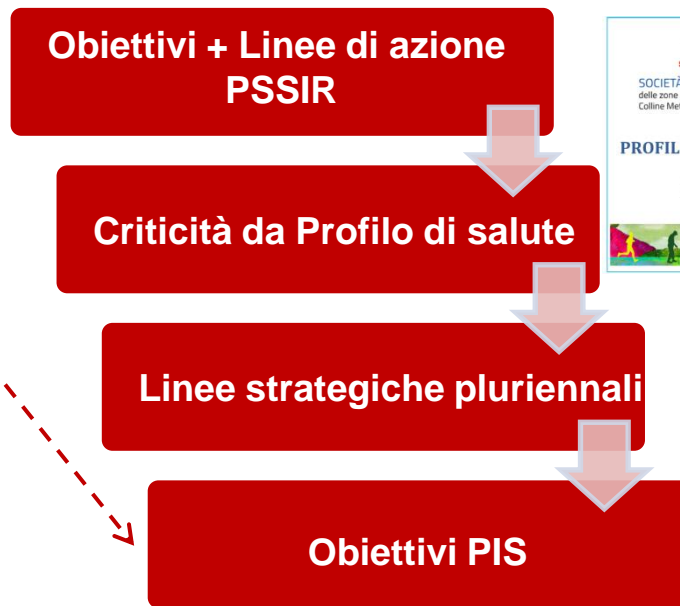 Obiettivi + Linee di azione
PSSIR
SOCIETÀ
delle zone
Colline
PROFIL
Criticità da Profilo di salute
Linee strategiche pluriennali
Obiettivi PIS